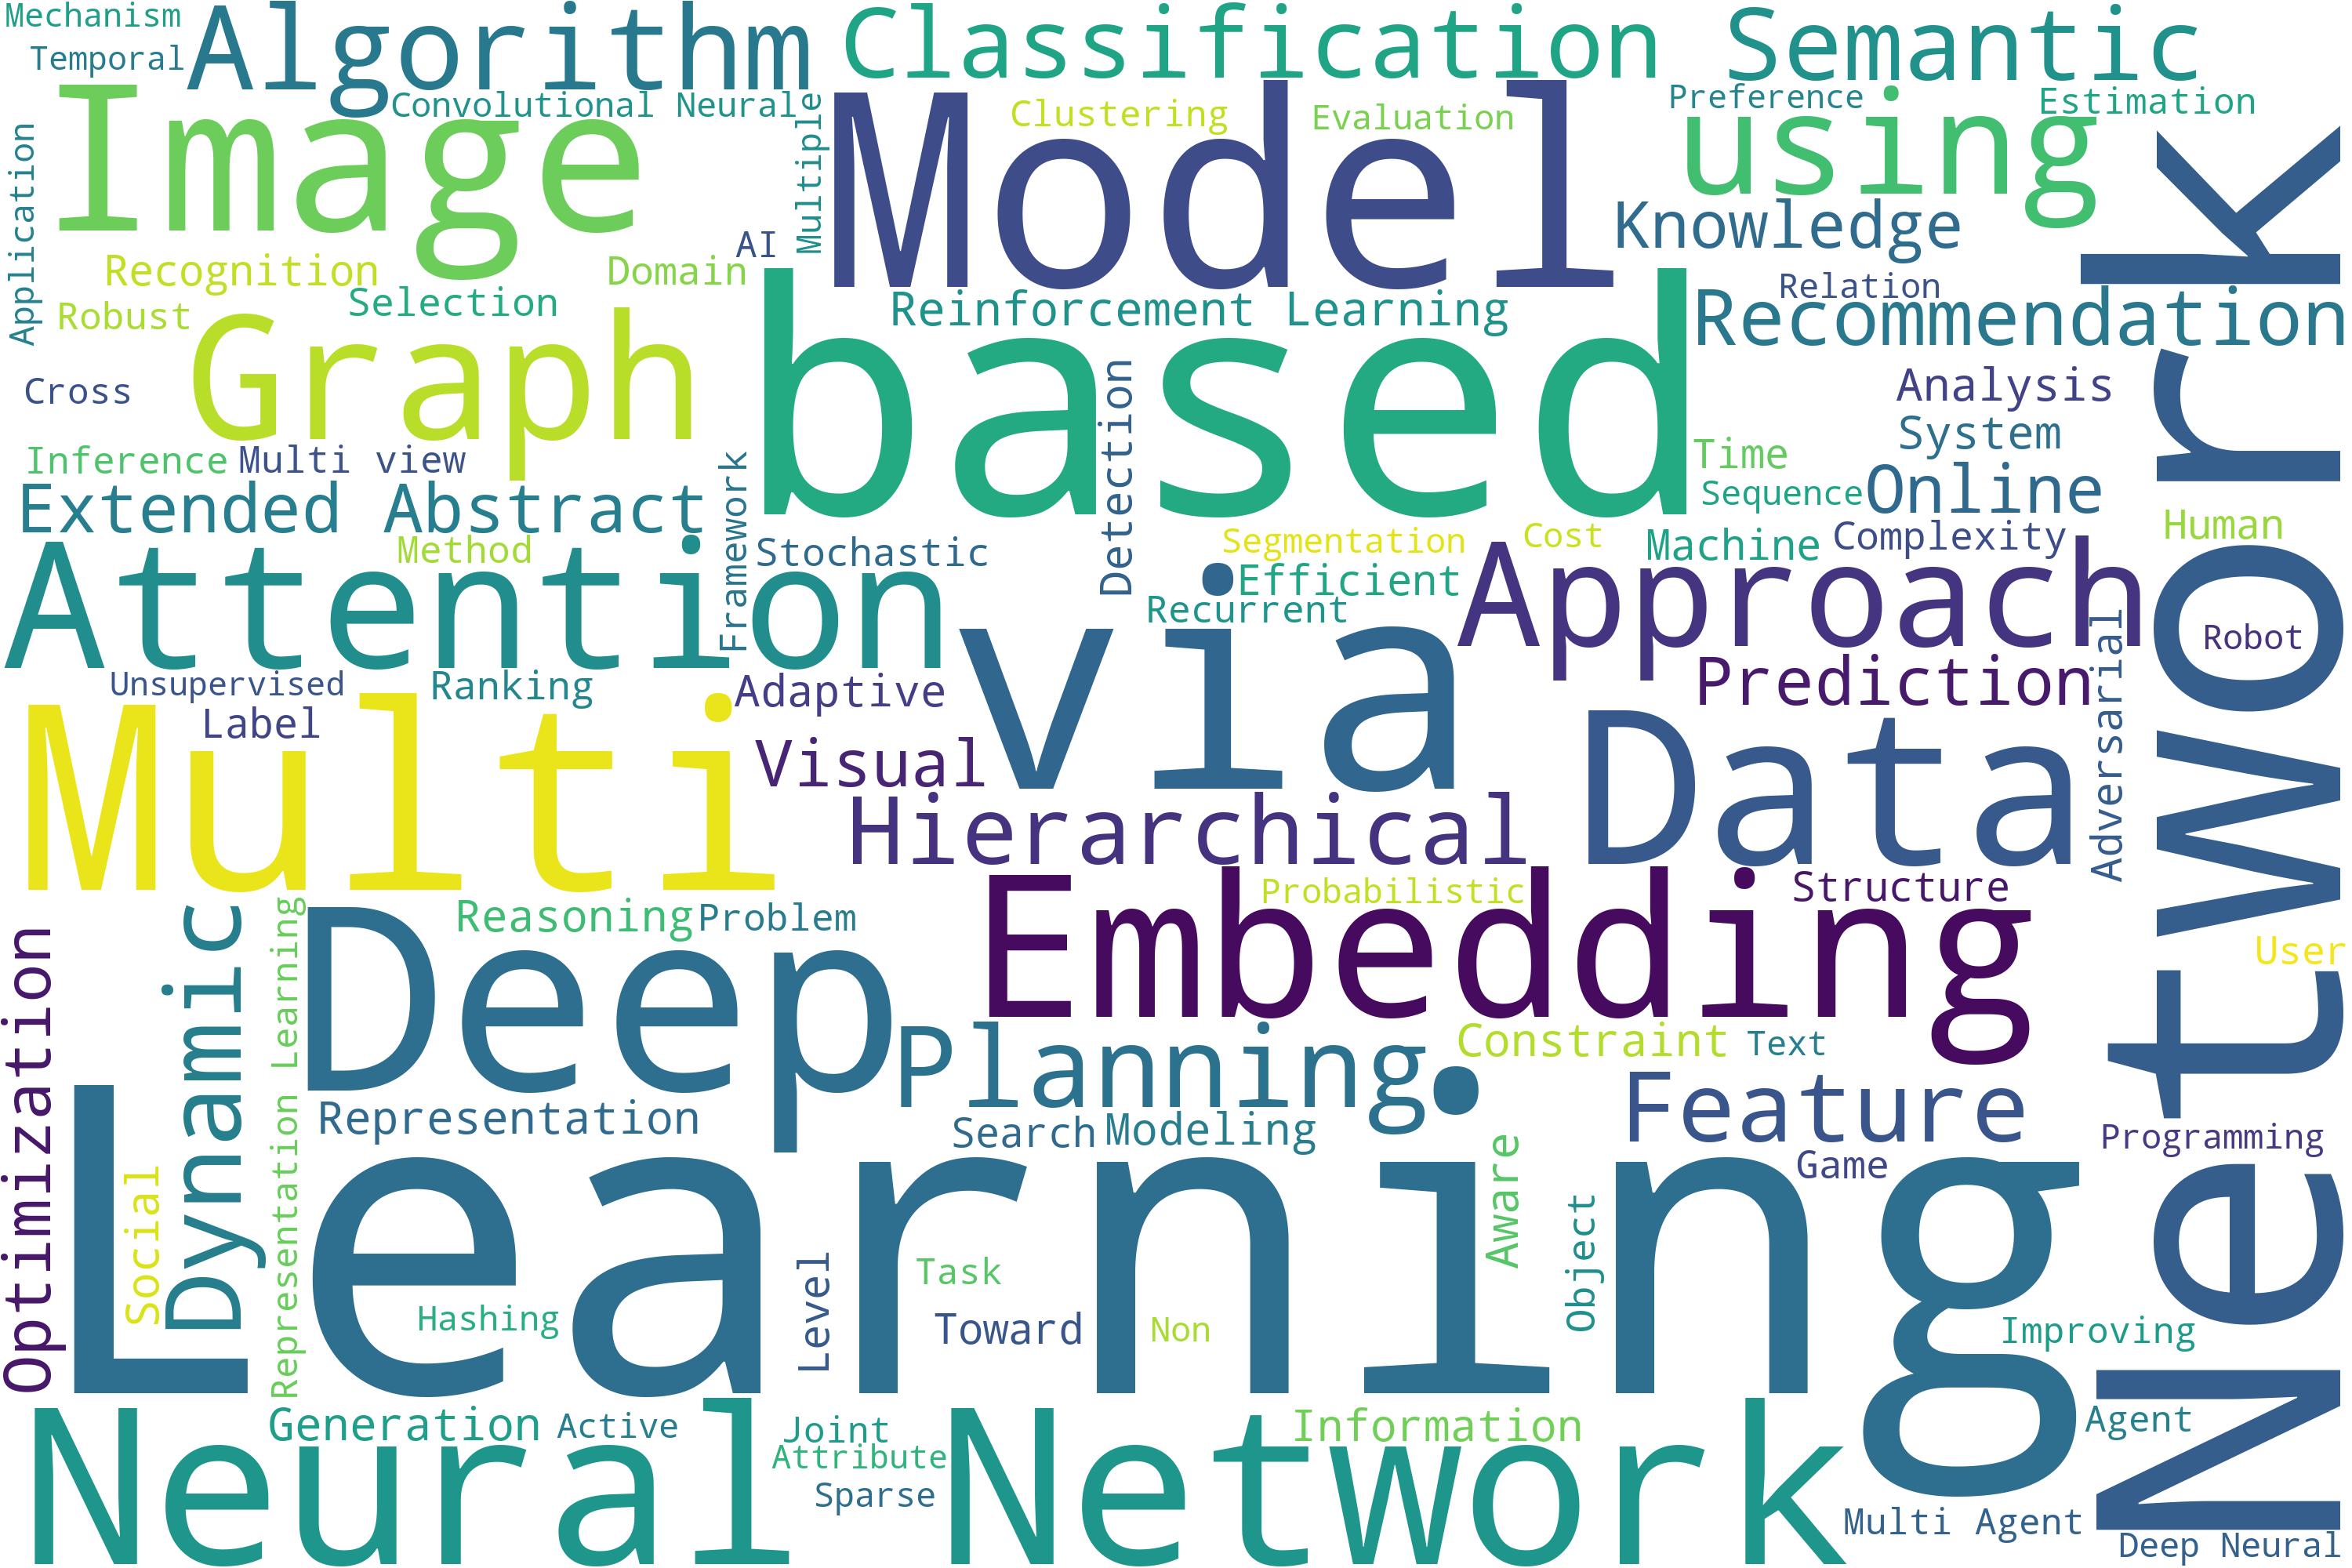 Mechanism
Algorithm
Classification
Semantic
Temporal
Image
Convolutional Neurale
Multiple
Model
Clustering
Evaluation
Preference
Estimation
using
Application
Knowledge
AI
Recognition
Domain
Robust
Selection
based
Reinforcement Learning
Relation
Recommendation
Network
Graph
Cross
Detection
Analysis
System
Inference
Multi view
Framework
Time
Sequence
Online
Extended Abstract
Method
Stochastic
Segmentation
Cost
Machine
Complexity
Human
Attention
Efficient
Approach
Recurrent
via
Adversarial
Robot
Unsupervised
Ranking
Adaptive
Prediction
Label
Multi
Visual
Data
Hierarchical
Probabilistic
Structure
Embedding
Reasoning
Problem
Dynamic
Deep
Optimization
Representation Learning
User
Planning
Constraint
Text
Feature
Representation
Search
Modeling
Programming
Game
Learning
Social
Aware
Object
Level
Task
Hashing
Toward
Non
Improving
Neural Network
Generation
Active
Joint
Information
Agent
Attribute
Sparse
Multi Agent
Deep Neural